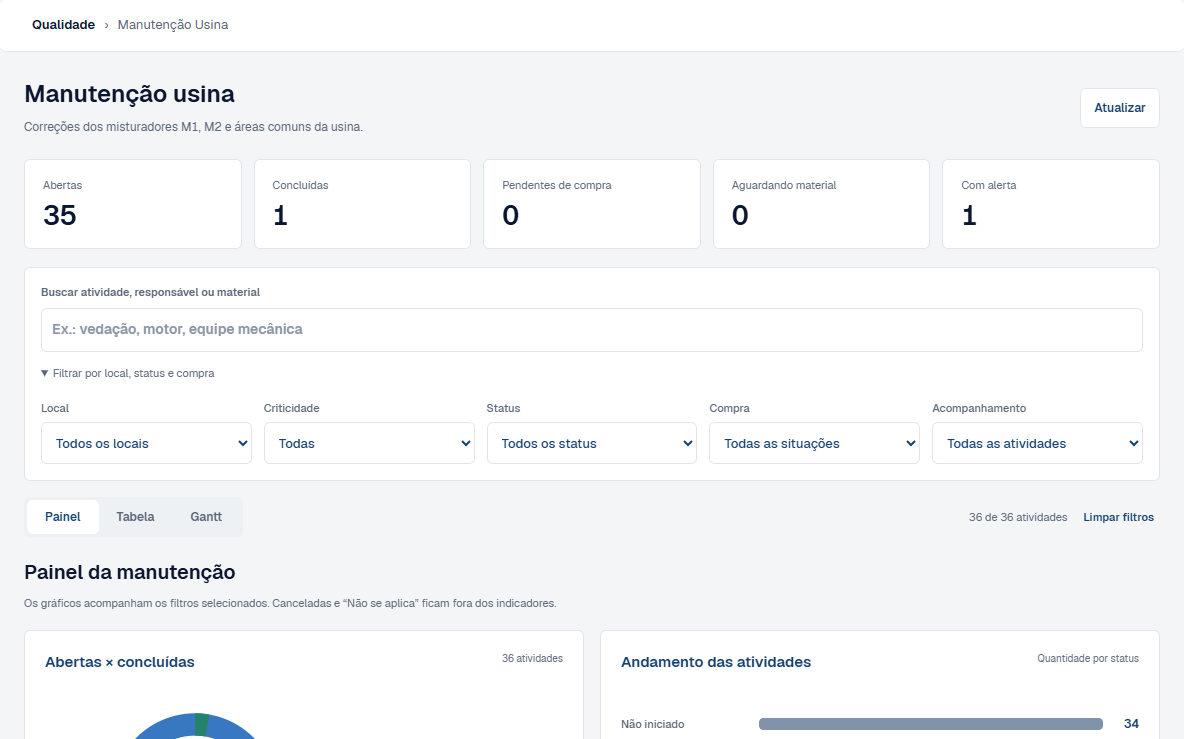 Qualidade › Manutenção Usina
Manutenção usina
Correções dos misturadores M1, M2 e áreas comuns da usina.
Atualizar
Abertas
35
Concluídas
1
Pendentes de compra
0
Aguardando material
0
Com alerta
1
Buscar atividade, responsável ou material
Ex.: vedação, motor, equipe mecânica
▼ Filtrar por local, status e compra
Local
Todos os locais
Criticidade
Todas
Status
Todos os status
Compra
Todas as situações
Acompanhamento
Todas as atividades
Painel Tabela Gantt
36 de 36 atividades Limpar filtros
Painel da manutenção
Os gráficos acompanham os filtros selecionados. Canceladas e “Não se aplica” ficam fora dos indicadores.
Abertas × concluídas
36 atividades
Andamento das atividades
Quantidade por status
Não iniciado 34